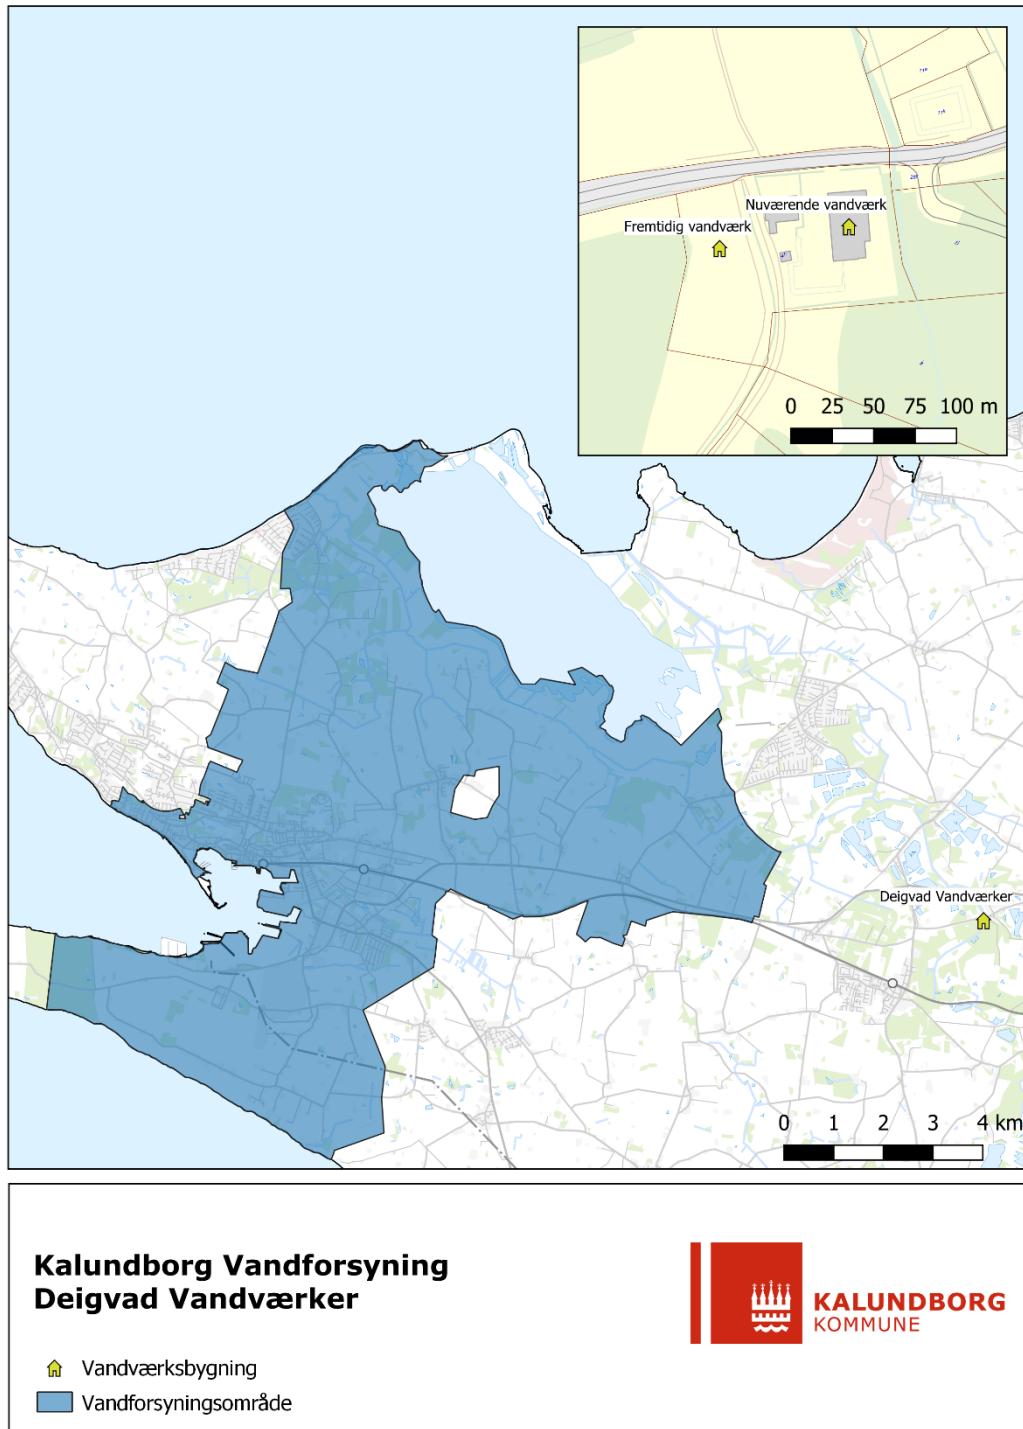 Nuværende vandværk
Fremtidig vandværk
0 25 50 75 100 m
Deigvad Vandværker
0 1 2 3 4 km
Kalundborg Vandforsyning
Deigvad Vandværker
KALUNDBORG
KOMMUNE
Vandværksbygning
Vandforsyningsområde